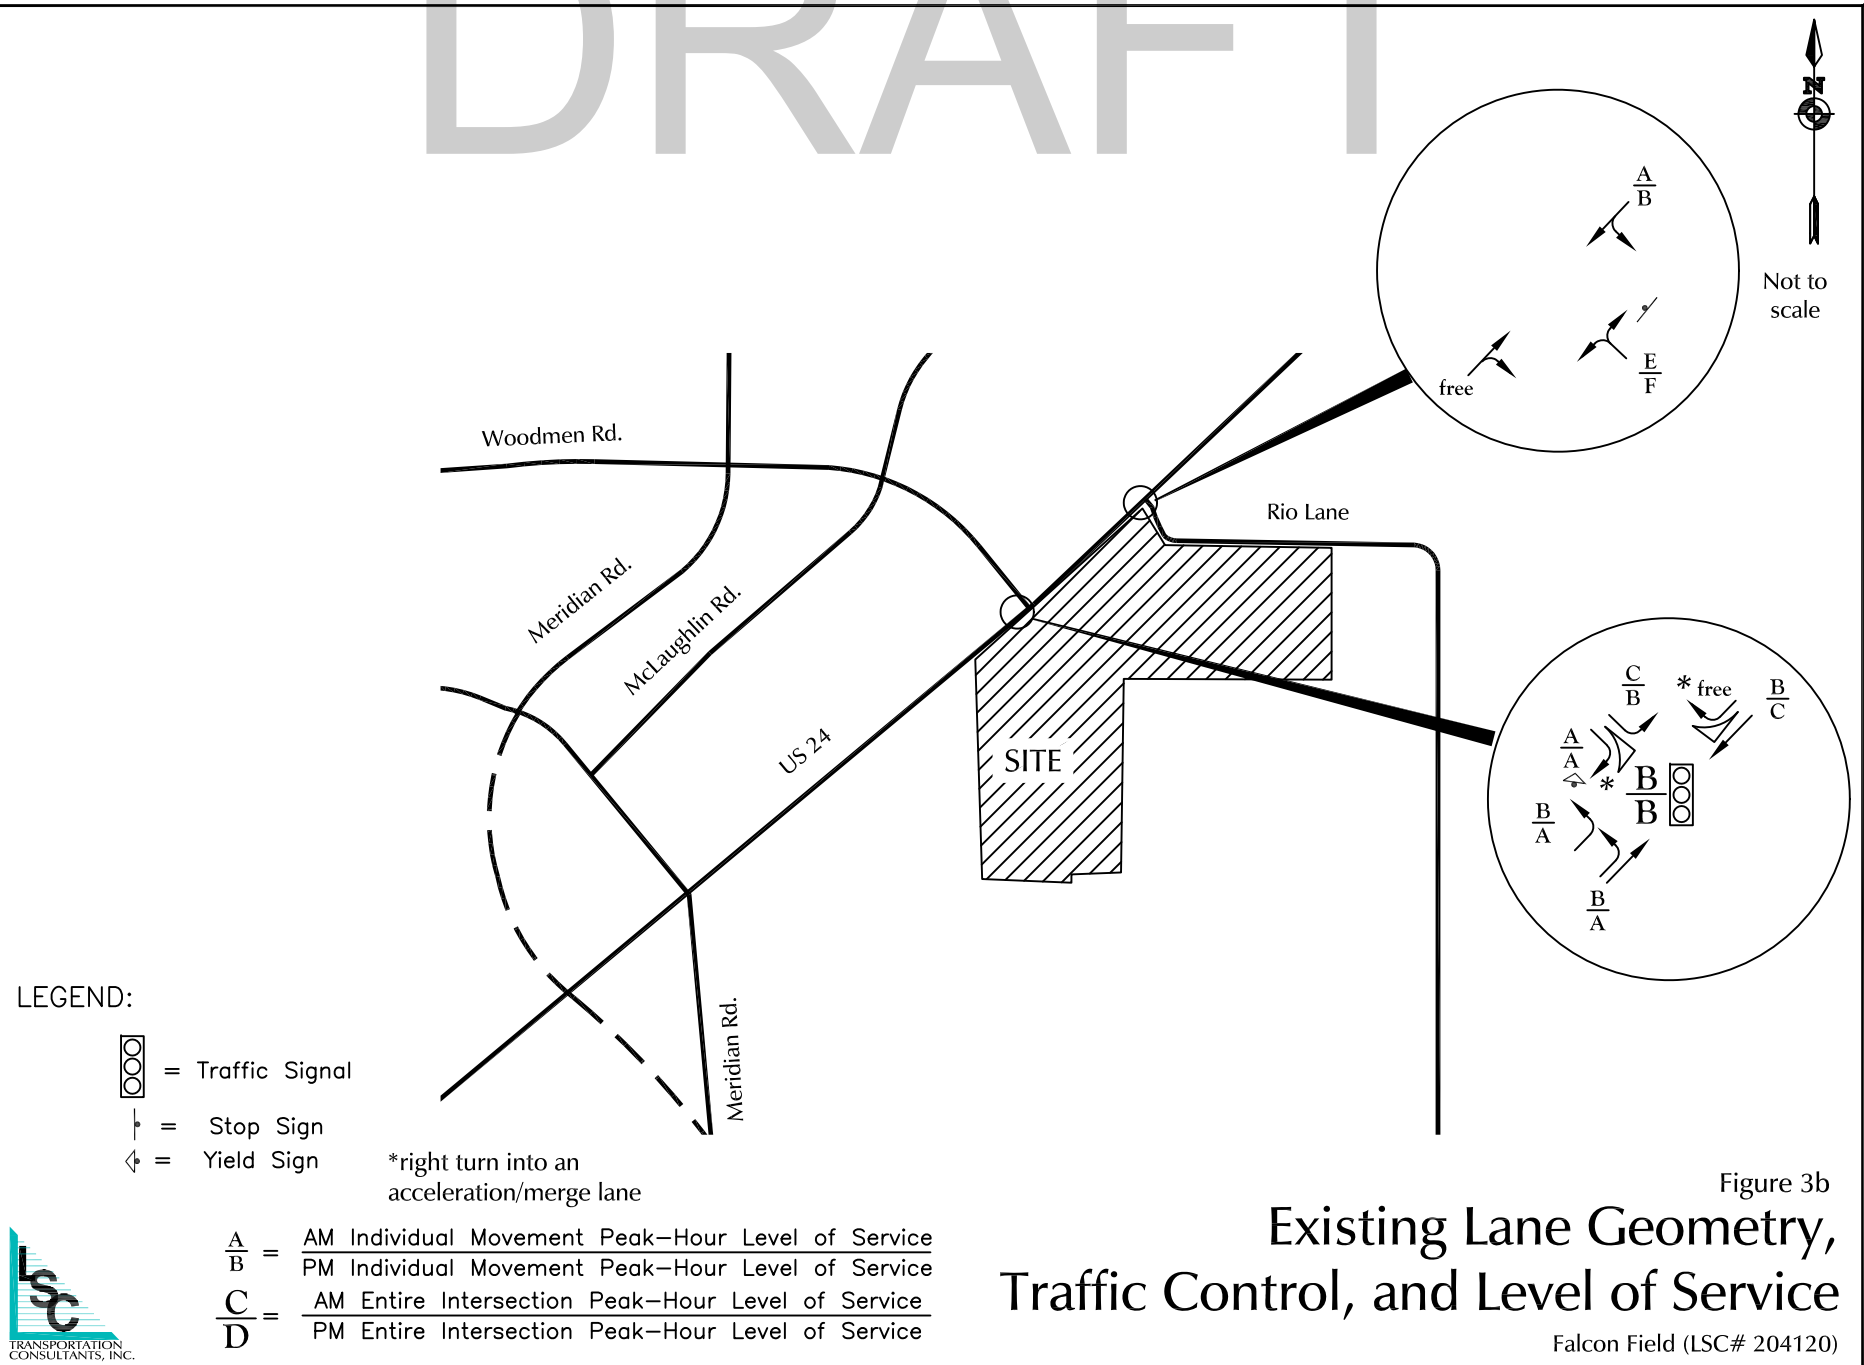 DRAFT
N
Not to
scale
A
B
E
F
free
Woodmen Rd.
Rio Lane
Meridian Rd.
McLaughlin Rd.
US 24
SITE
C
B
* free
B
C
A
A
*
B
B
B
A
B
A
Meridian Rd.
LEGEND:
= Traffic Signal
= Stop Sign
= Yield Sign
*right turn into an
acceleration/merge lane
A
B
=
AM Individual Movement Peak-Hour Level of Service
PM Individual Movement Peak-Hour Level of Service
C
D
=
AM Entire Intersection Peak-Hour Level of Service
PM Entire Intersection Peak-Hour Level of Service
LSC
TRANSPORTATION
CONSULTANTS, INC.
Figure 3b
Existing Lane Geometry,
Traffic Control, and Level of Service
Falcon Field (LSC# 204120)